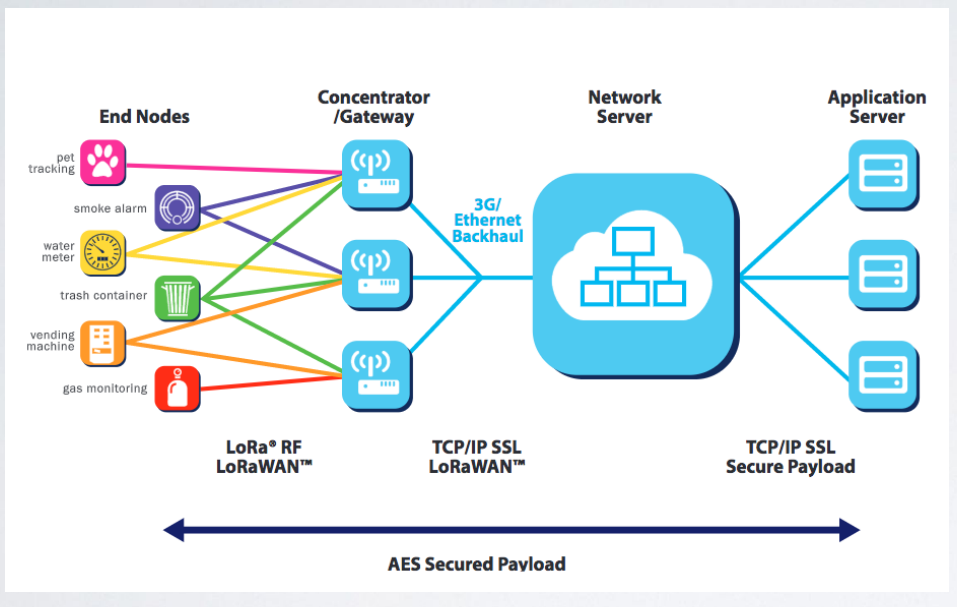 End Nodes
Concentrator
/Gateway
Network
Server
Application
Server
pet
tracking
smoke alarm
water
meter
trash container
vending
machine
gas monitoring
3G/
Ethernet
Backhaul
LoRa® RF
LoRaWAN™
TCP/IP SSL
LoRaWAN™
TCP/IP SSL
Secure Payload
AES Secured Payload